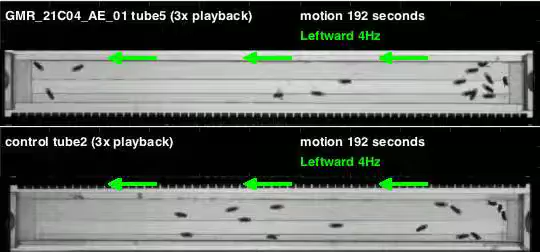 GMR_21C04_AE_01 tube5 (3x playback) motion 192 seconds
Leftward 4Hz
control tube2 (3x playback) motion 192 seconds
Leftward 4Hz